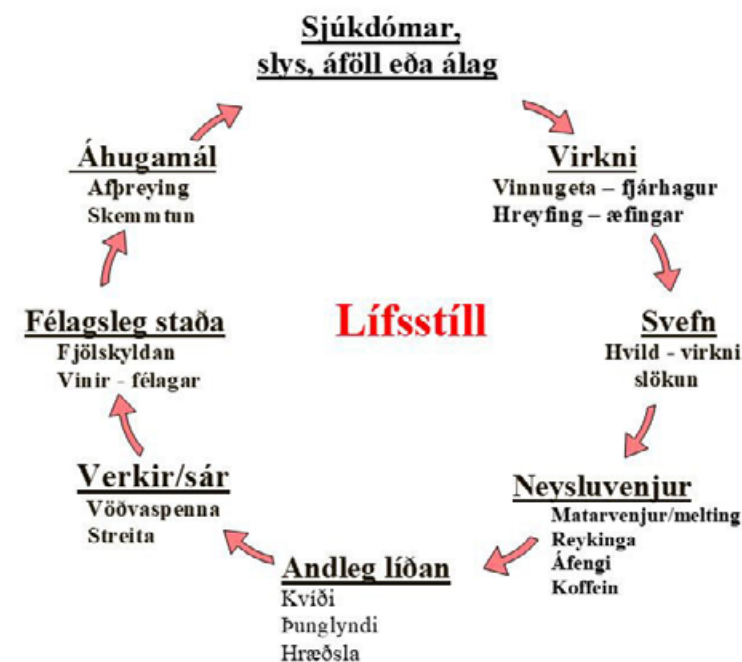 Sjúkdómar,
slys, áföll eða álag
Virkni
Vinnugeta – fjárhagur
Hreyfing – æfingar
Svefn
Hvild - virkni
slökun
Neysluvenjur
Matarvenjur/melting
Reykinga
Áfengi
Koffein
Andleg líðan
Kvíði
Þunglyndi
Hræðsla
Verkir/sár
Vöðvaspenna
Streita
Félagsleg staða
Fjölskyldan
Vinir - félagar
Áhugamál
Afþreying
Skemmtun
Lífsstíll